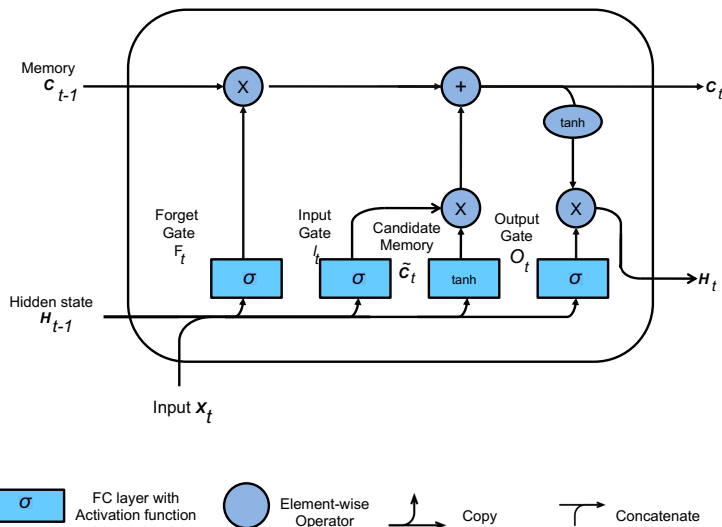 Memory
C t-1
X
+
C t
tanh
Forget
Gate
F t
Input
Gate
I t
Candidate
Memory
C̃ t
X
Output
Gate
O t
X
σ
σ
tanh
σ
Hidden state
H t-1
H t
Input x t
σ
FC layer with
Activation function
Element-wise
Operator
Copy
Concatenate